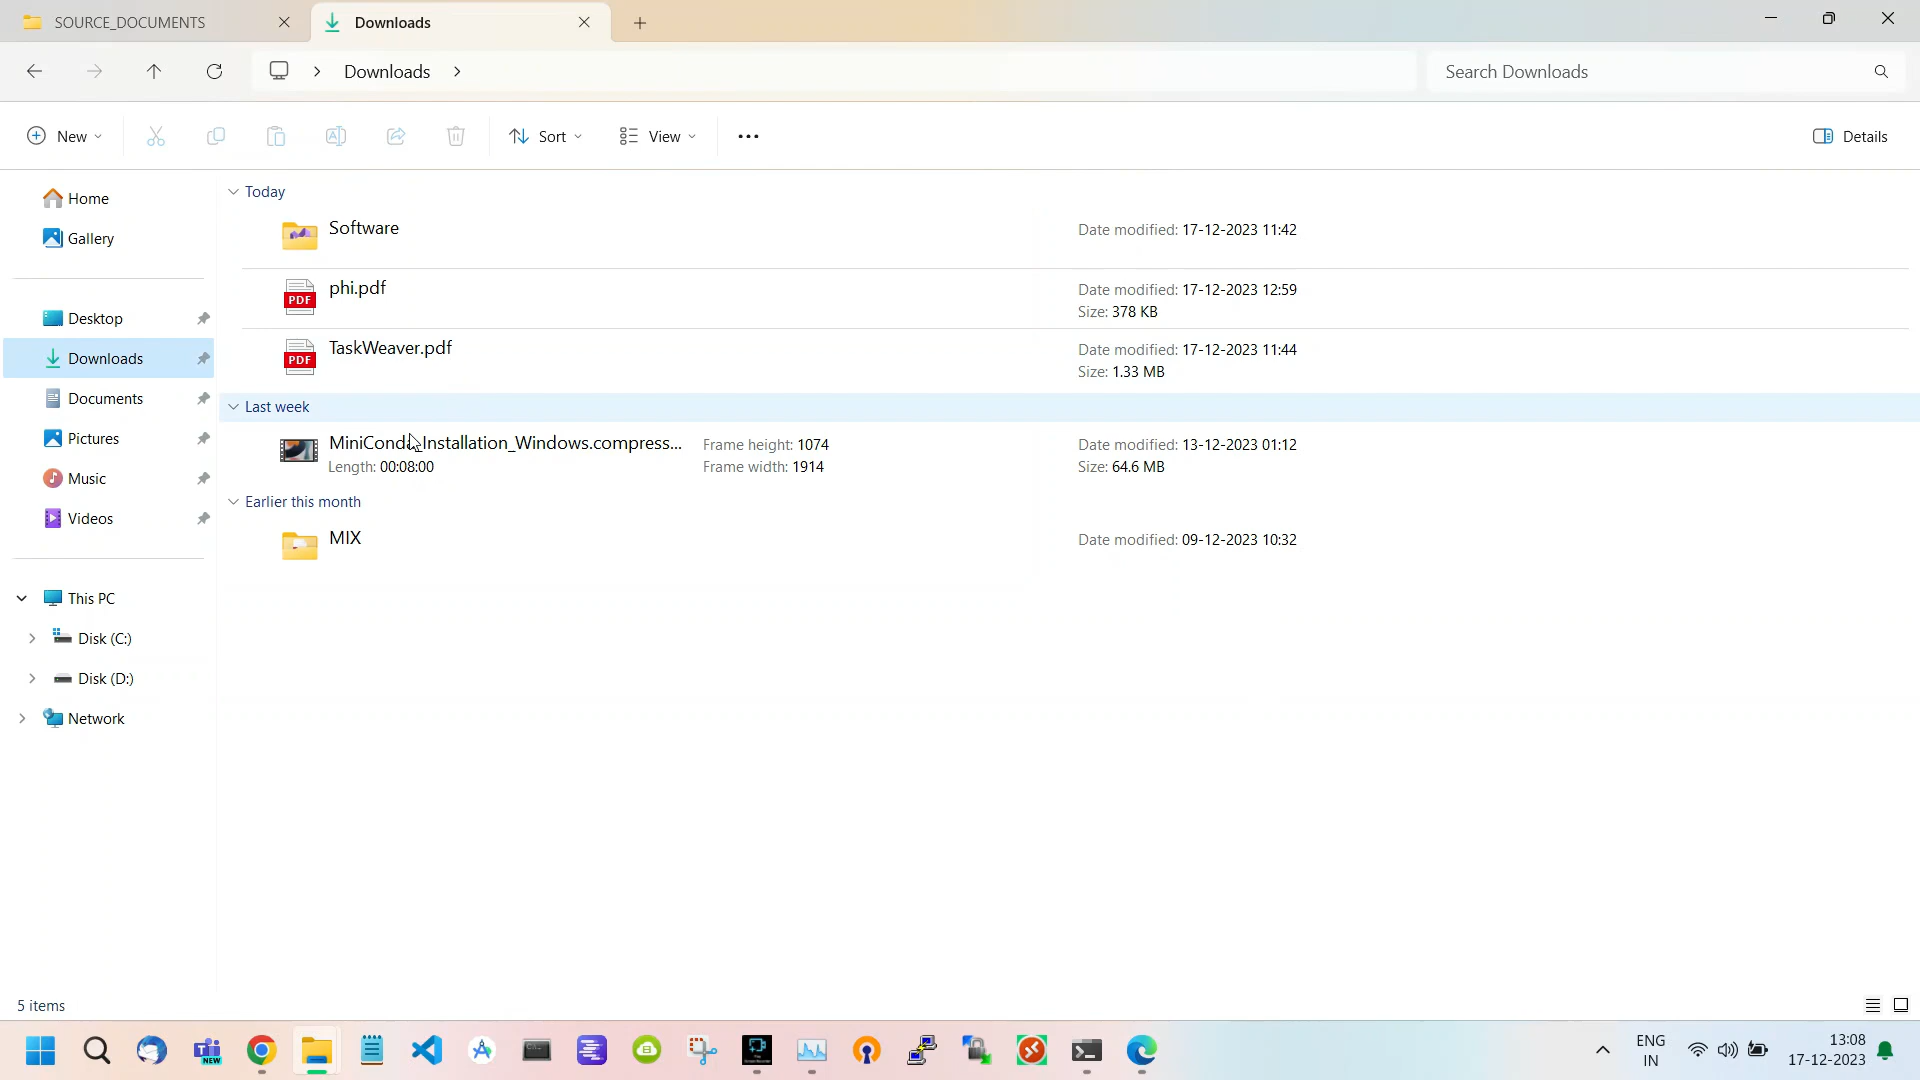 SOURCE_DOCUMENTS
Downloads
Downloads
Search Downloads
New
Sort
View
Details
Home
Gallery
Desktop
Downloads
Documents
Pictures
Music
Videos
This PC
Disk (C:)
Disk (D:)
Network
Today
Software
Date modified: 17-12-2023 11:42
phi.pdf
Date modified: 17-12-2023 12:59
Size: 378 KB
PDF
TaskWeaver.pdf
Date modified: 17-12-2023 11:44
Size: 1.33 MB
PDF
Last week
MiniConda_Installation_Windows.compress...
Frame height: 1074
Date modified: 13-12-2023 01:12
Length: 00:08:00
Frame width: 1914
Size: 64.6 MB
Earlier this month
MIX
Date modified: 09-12-2023 10:32
5 items
NEW
ENG
IN
13:08
17-12-2023